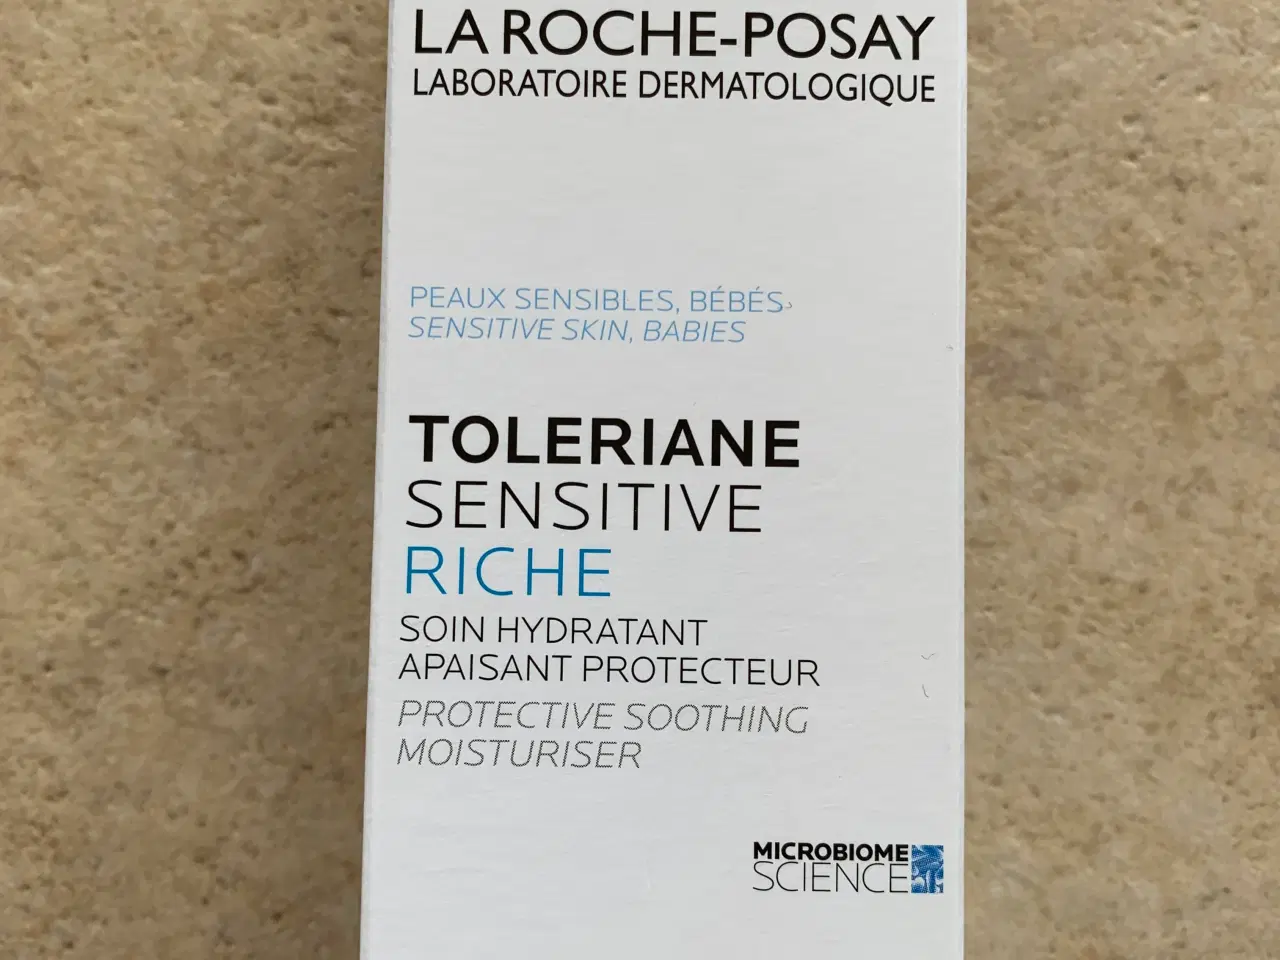 LA ROCHE-POSAY
LABORATOIRE DERMATOLOGIQUE
PEAUX SENSIBLES, BÉBÉS
SENSITIVE SKIN, BABIES
TOLERIANE
SENSITIVE
RICHE
SOIN HYDRATANT
APAISANT PROTECTEUR
PROTECTIVE SOOTHING
MOISTURISER
MICROBIOME
SCIENCE